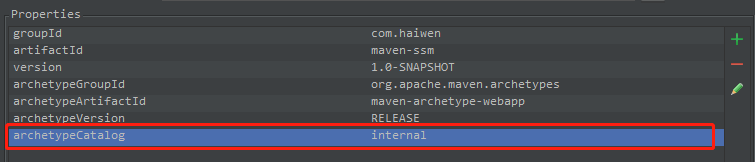 Properties
groupId com.haiwen
artifactId maven-ssm
version 1.0-SNAPSHOT
archetypeGroupId org.apache.maven.archetypes
archetypeArtifactId maven-archetype-webapp
archetypeVersion RELEASE
archetypeCatalog internal